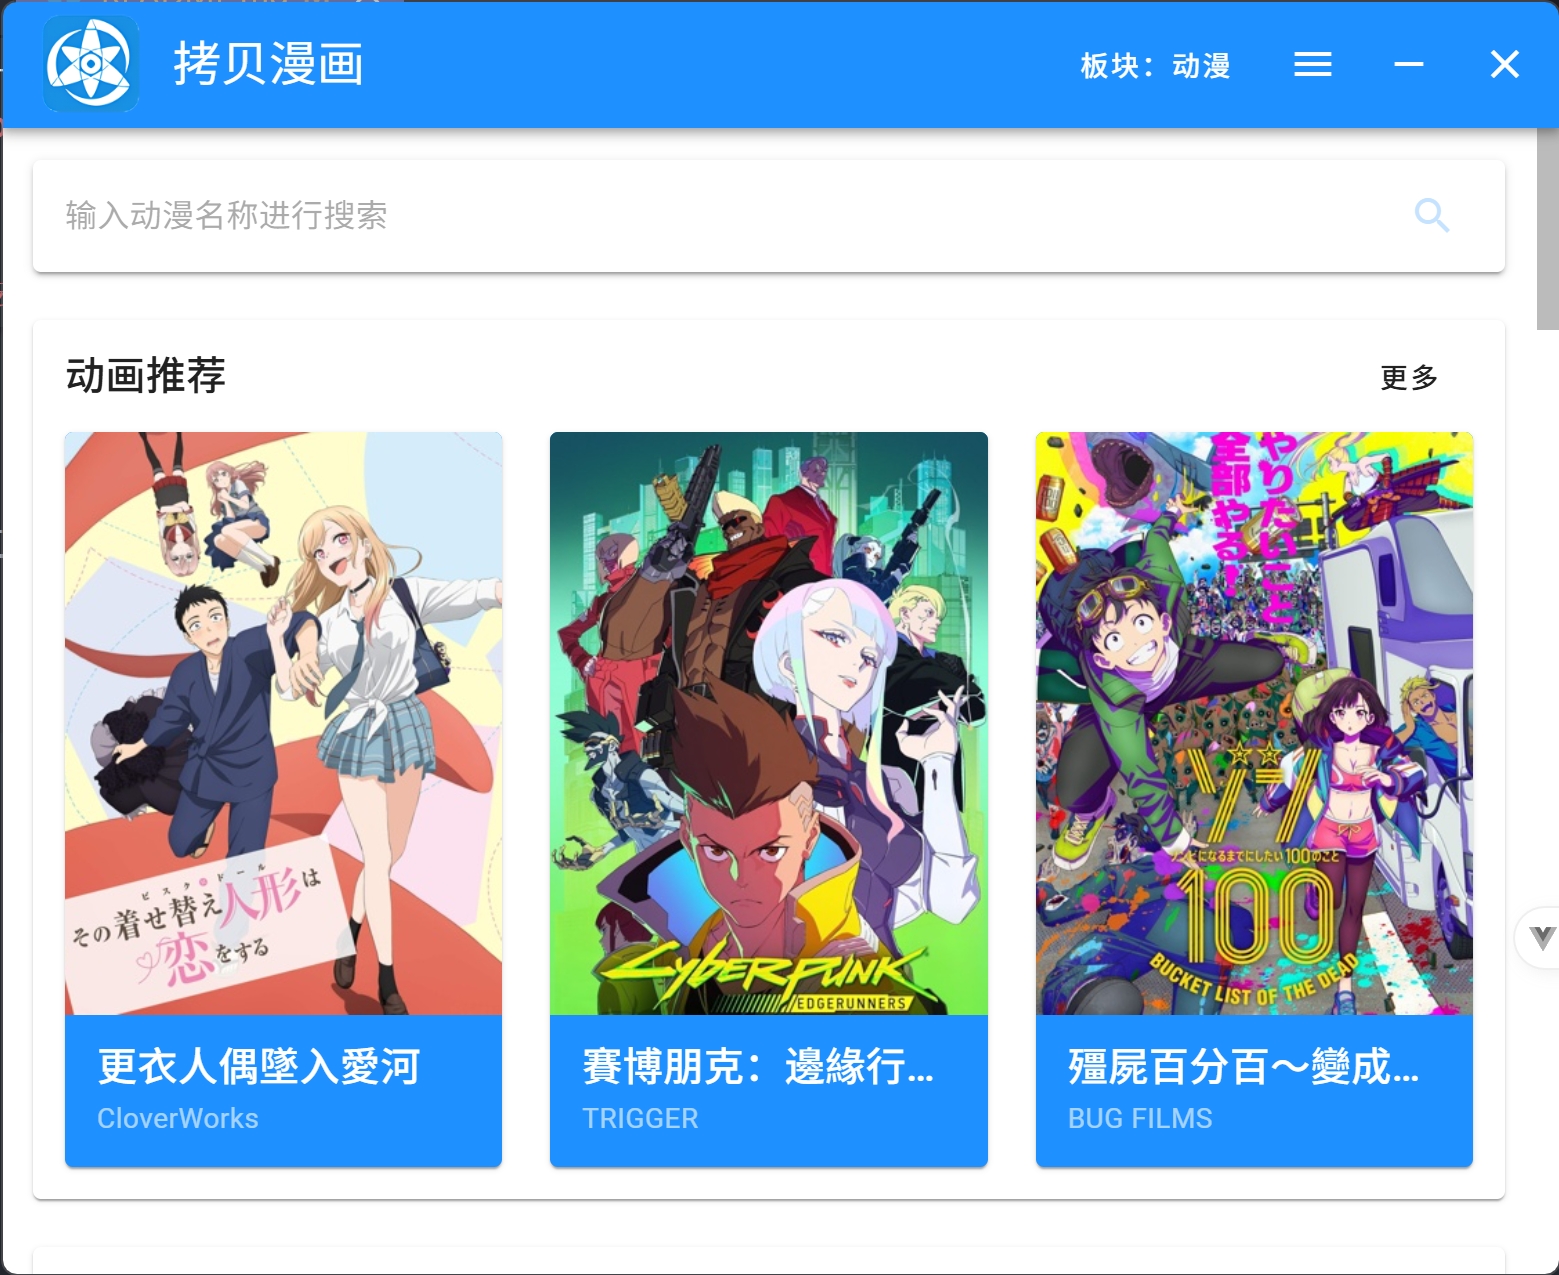 拷贝漫画
板块：动漫
输入动漫名称进行搜索
动画推荐
更多
その着せ替え人形は
ビスク・ドール
恋をする
CYBERPUNK
EDGERUNNERS
やりたいこと
全部やる！
ゾン
ゾンビになるまでにしたい100のこと
100
BUCKET LIST OF THE DEAD
更衣人偶墜入愛河
CloverWorks
賽博朋克：邊緣行...
TRIGGER
殭屍百分百～變成...
BUG FILMS